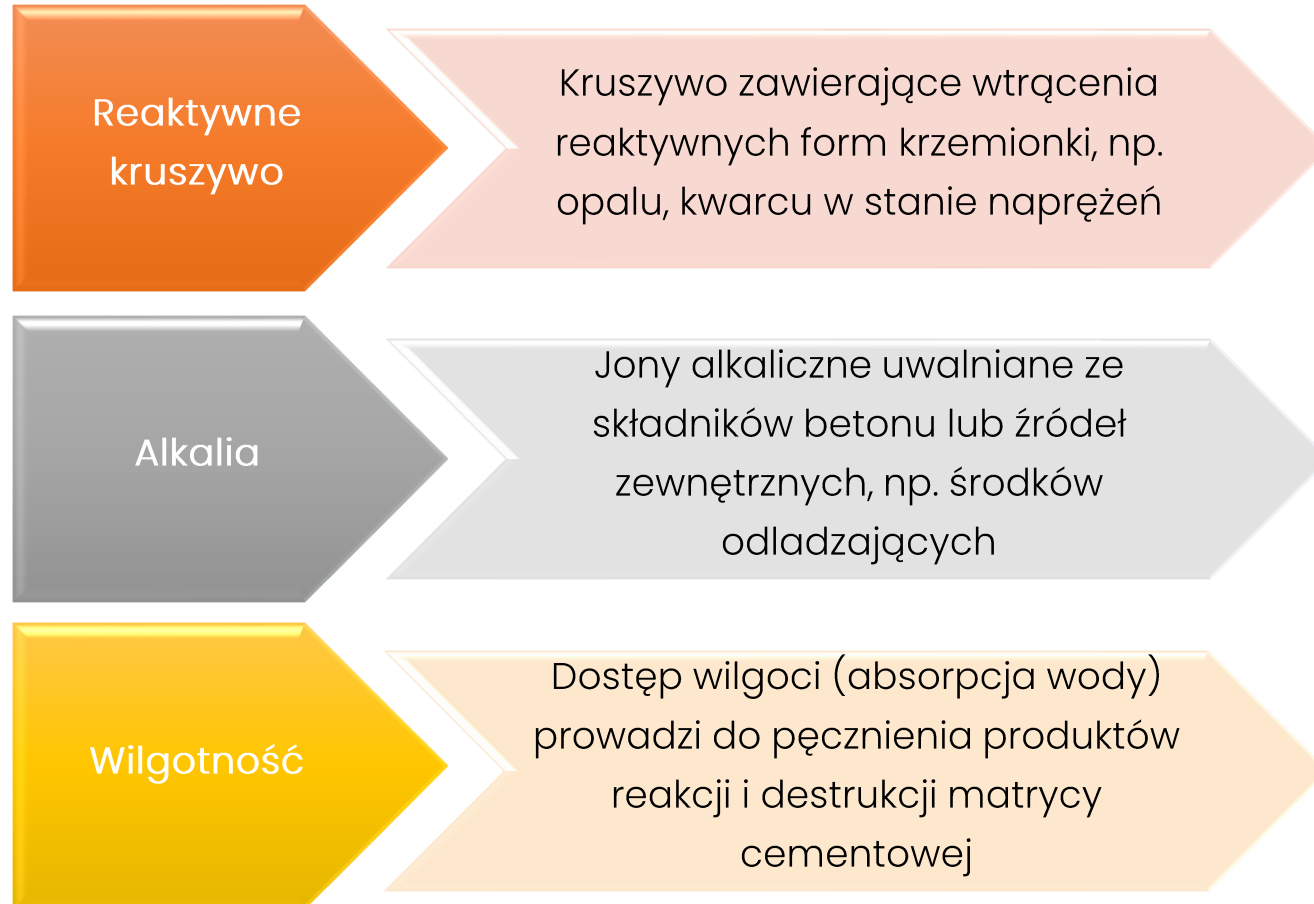 Reaktywne
kruszywo
Kruszywo zawierające wtrącenia
reaktywnych form krzemionki, np.
opalu, kwarcu w stanie naprężeń
Alkalia
Jony alkaliczne uwalniane ze
składników betonu lub źródeł
zewnętrznych, np. środków
odladzających
Wilgotność
Dostęp wilgoci (absorpcja wody)
prowadzi do pęcznienia produktów
reakcji i destrukcji matrycy
cementowej